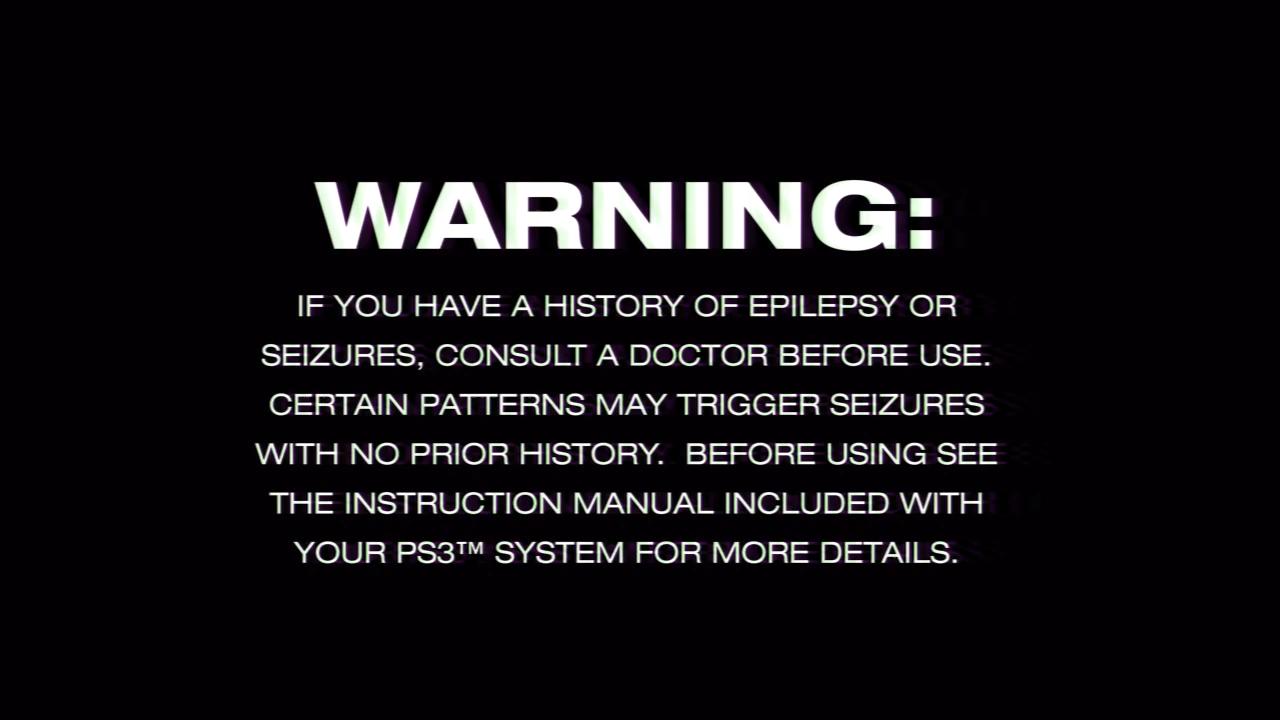 WARNING:
IF YOU HAVE A HISTORY OF EPILEPSY OR
SEIZURES, CONSULT A DOCTOR BEFORE USE.
CERTAIN PATTERNS MAY TRIGGER SEIZURES
WITH NO PRIOR HISTORY.  BEFORE USING SEE
THE INSTRUCTION MANUAL INCLUDED WITH
YOUR PS3™ SYSTEM FOR MORE DETAILS.